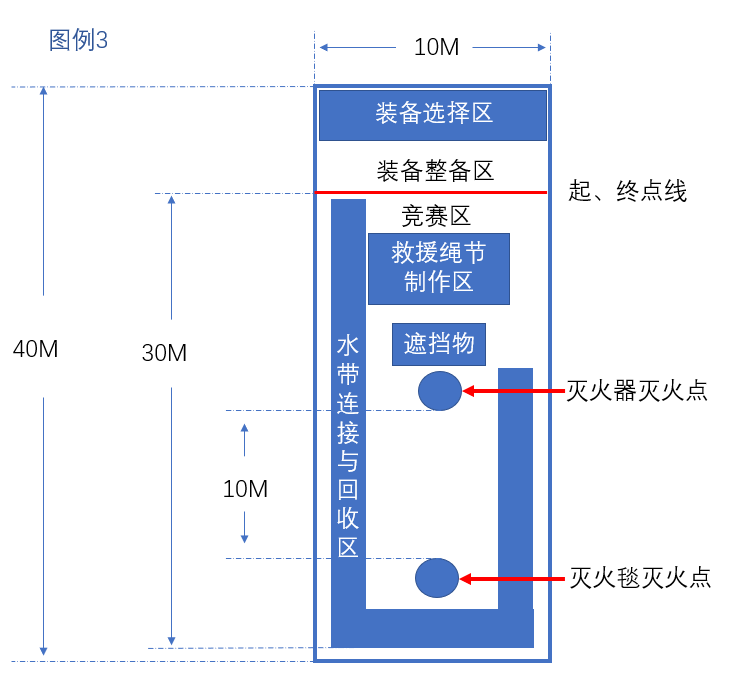 图例3
10M
装备选择区
装备整备区
起、终点线
竞赛区
救援绳节
制作区
40M
30M
水带连接与回收区
遮挡物
灭火器灭火点
10M
灭火毯灭火点